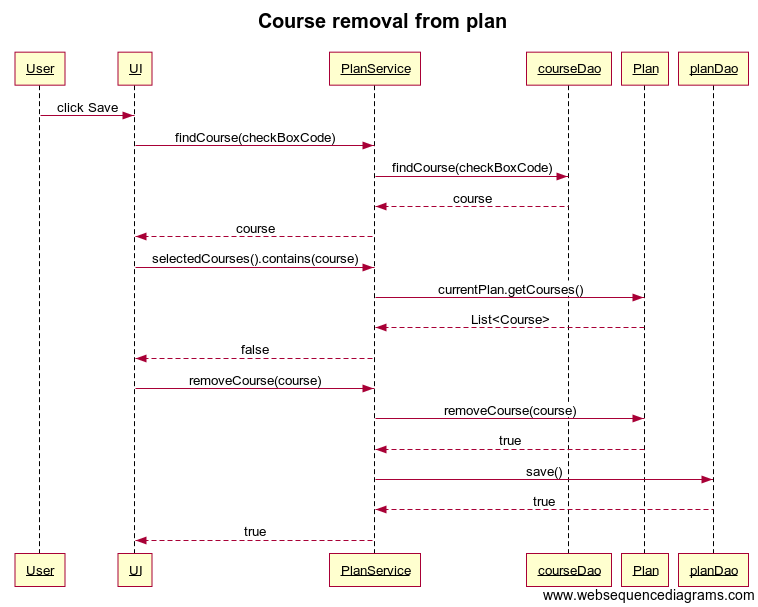 Course removal from plan
User UI PlanService courseDao Plan planDao
click Save
findCourse(checkBoxCode)
findCourse(checkBoxCode)
course
course
selectedCourses().contains(course)
currentPlan.getCourses()
List<Course>
false
removeCourse(course)
removeCourse(course)
true
save()
true
true
User UI PlanService courseDao Plan planDao
www.websequencediagrams.com